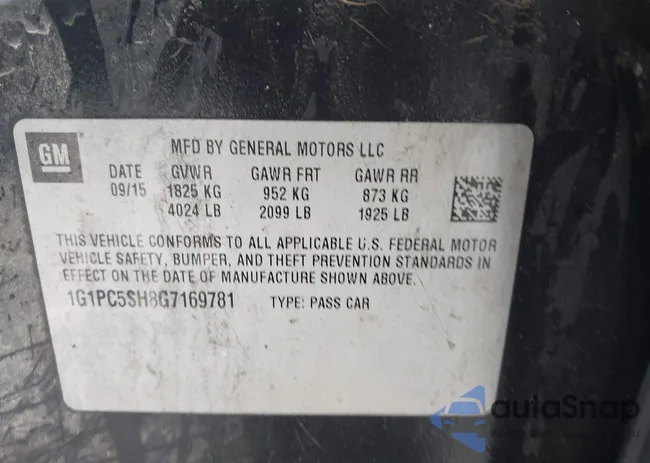 GM
MFD BY GENERAL MOTORS LLC
DATE GVWR GAWR FRT GAWR RR
09/15 1825 KG 952 KG 873 KG
4024 LB 2099 LB 1925 LB
THIS VEHICLE CONFORMS TO ALL APPLICABLE U.S. FEDERAL MOTOR
VEHICLE SAFETY, BUMPER, AND THEFT PREVENTION STANDARDS IN
EFFECT ON THE DATE OF MANUFACTURE SHOWN ABOVE.
1G1PC5SH8G7169781 TYPE: PASS CAR
autoSnap